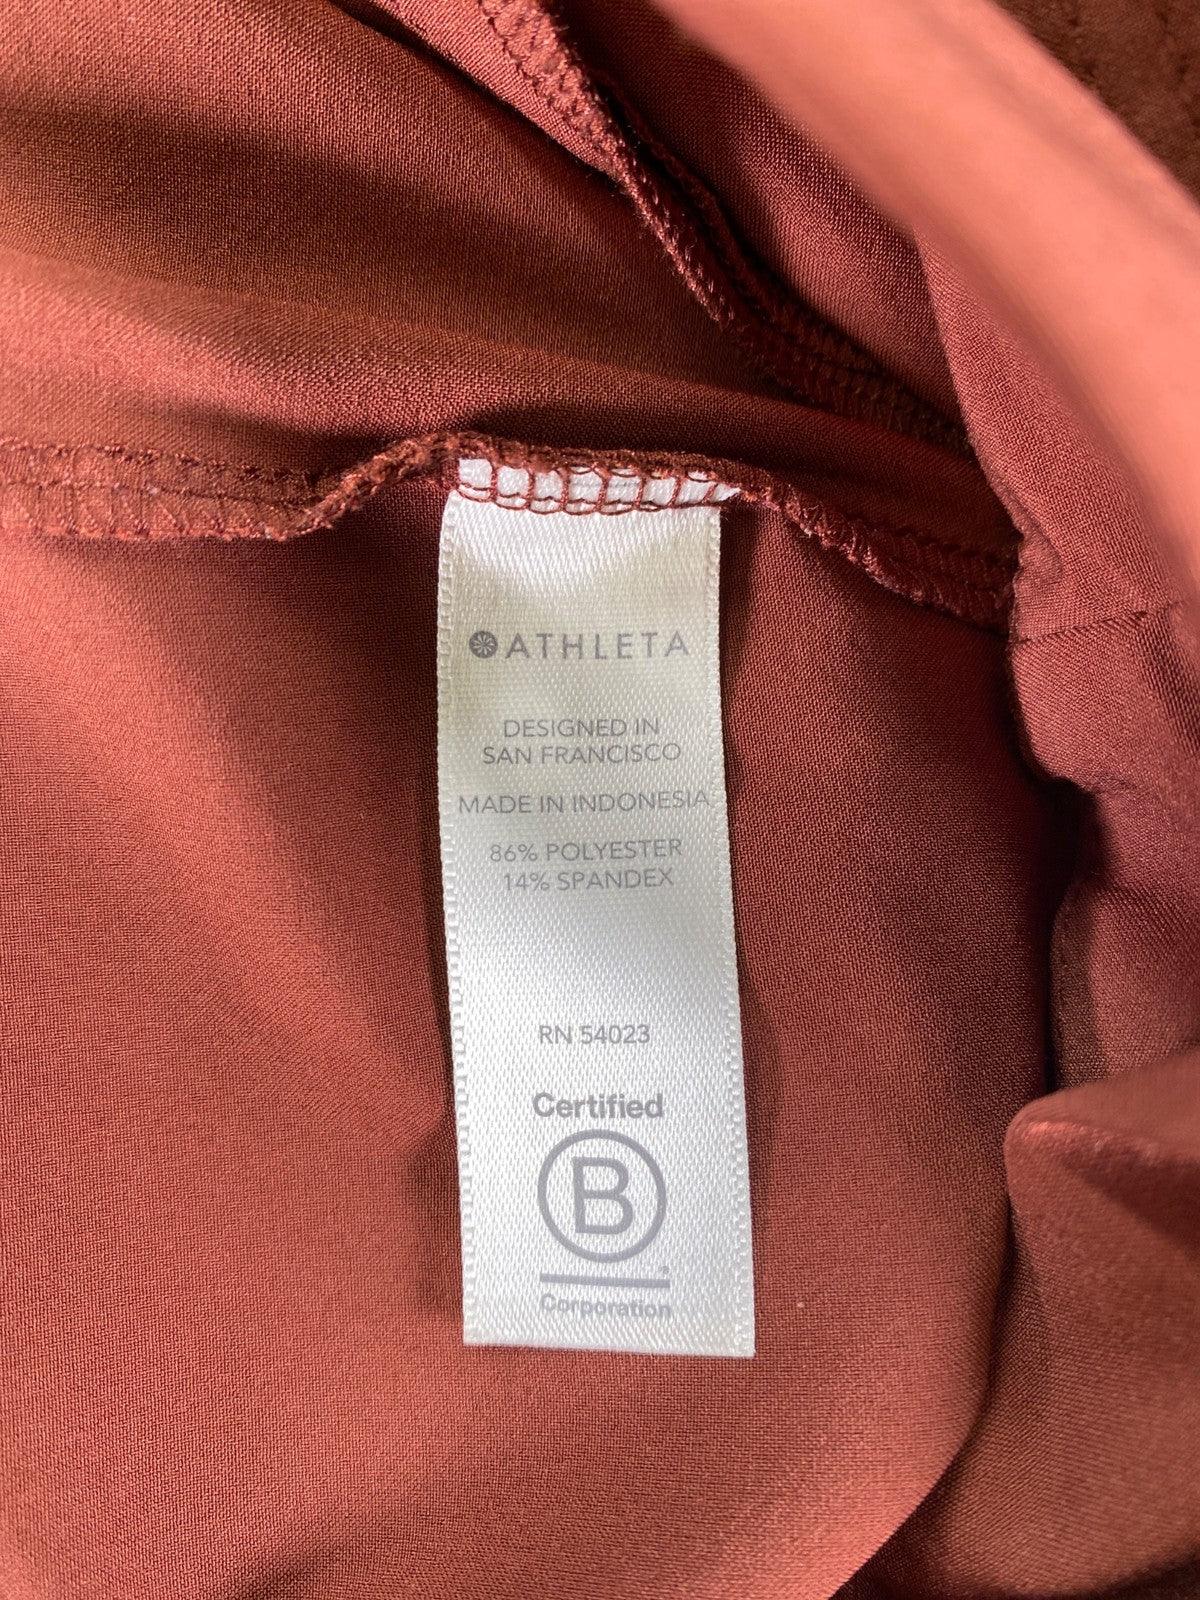 ATHLETA
DESIGNED IN
SAN FRANCISCO
MADE IN INDONESIA
86% POLYESTER
14% SPANDEX
RN 54023
Certified
B
Corporation